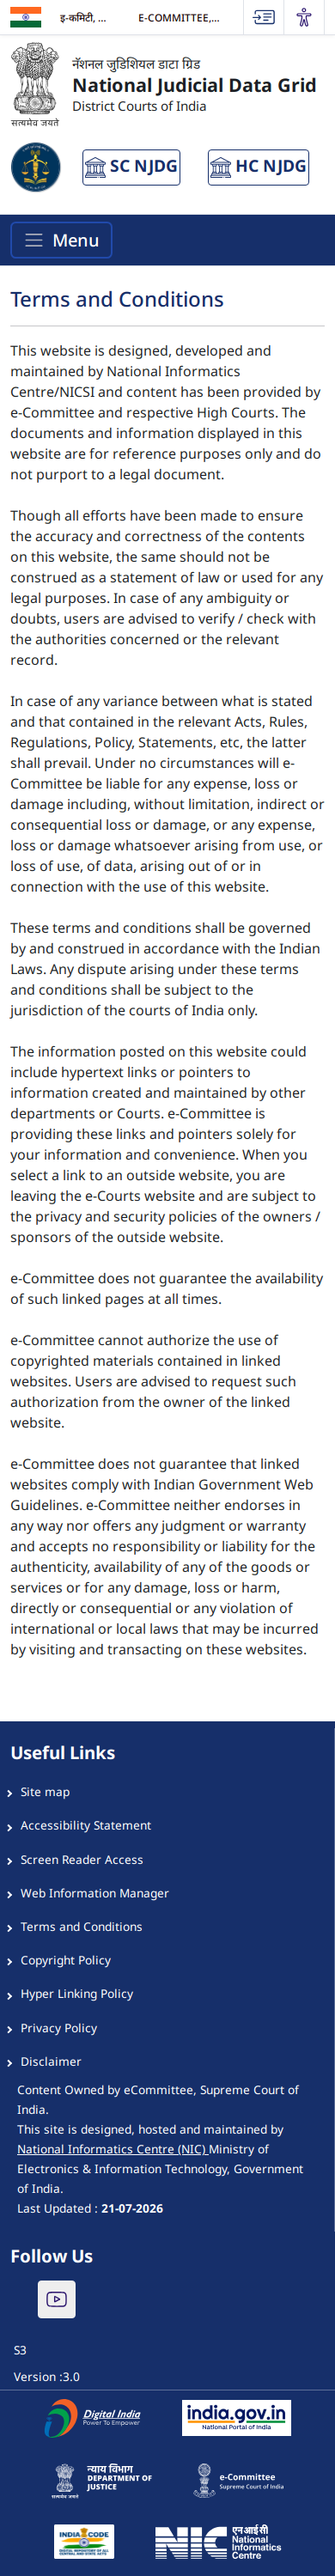 इ-कमिटी, ...
E-COMMITTEE,...
नॅशनल जुडिशियल डाटा ग्रिड
National Judicial Data Grid
District Courts of India
सत्यमेव जयते
SC NJDG
HC NJDG
Menu
Terms and Conditions
This website is designed, developed and
maintained by National Informatics
Centre/NICSI and content has been provided by
e-Committee and respective High Courts. The
documents and information displayed in this
website are for reference purposes only and do
not purport to a legal document.
Though all efforts have been made to ensure
the accuracy and correctness of the contents
on this website, the same should not be
construed as a statement of law or used for any
legal purposes. In case of any ambiguity or
doubts, users are advised to verify / check with
the authorities concerned or the relevant
record.
In case of any variance between what is stated
and that contained in the relevant Acts, Rules,
Regulations, Policy, Statements, etc, the latter
shall prevail. Under no circumstances will e-
Committee be liable for any expense, loss or
damage including, without limitation, indirect or
consequential loss or damage, or any expense,
loss or damage whatsoever arising from use, or
loss of use, of data, arising out of or in
connection with the use of this website.
These terms and conditions shall be governed
by and construed in accordance with the Indian
Laws. Any dispute arising under these terms
and conditions shall be subject to the
jurisdiction of the courts of India only.
The information posted on this website could
include hypertext links or pointers to
information created and maintained by other
departments or Courts. e-Committee is
providing these links and pointers solely for
your information and convenience. When you
select a link to an outside website, you are
leaving the e-Courts website and are subject to
the privacy and security policies of the owners /
sponsors of the outside website.
e-Committee does not guarantee the availability
of such linked pages at all times.
e-Committee cannot authorize the use of
copyrighted materials contained in linked
websites. Users are advised to request such
authorization from the owner of the linked
website.
e-Committee does not guarantee that linked
websites comply with Indian Government Web
Guidelines. e-Committee neither endorses in
any way nor offers any judgment or warranty
and accepts no responsibility or liability for the
authenticity, availability of any of the goods or
services or for any damage, loss or harm,
directly or consequential or any violation of
international or local laws that may be incurred
by visiting and transacting on these websites.
Useful Links
Site map
Accessibility Statement
Screen Reader Access
Web Information Manager
Terms and Conditions
Copyright Policy
Hyper Linking Policy
Privacy Policy
Disclaimer
Content Owned by eCommittee, Supreme Court of
India.
This site is designed, hosted and maintained by
National Informatics Centre (NIC) Ministry of
Electronics & Information Technology, Government
of India.
Last Updated : 21-07-2026
Follow Us
S3
Version :3.0
Digital India
Power To Empower
india.gov.in
National Portal of India
न्याय विभाग
DEPARTMENT OF
JUSTICE
सत्यमेव जयते
e-Committee
Supreme Court of India
INDIA CODE
एनआईसी
NIC National
Informatics
Centre